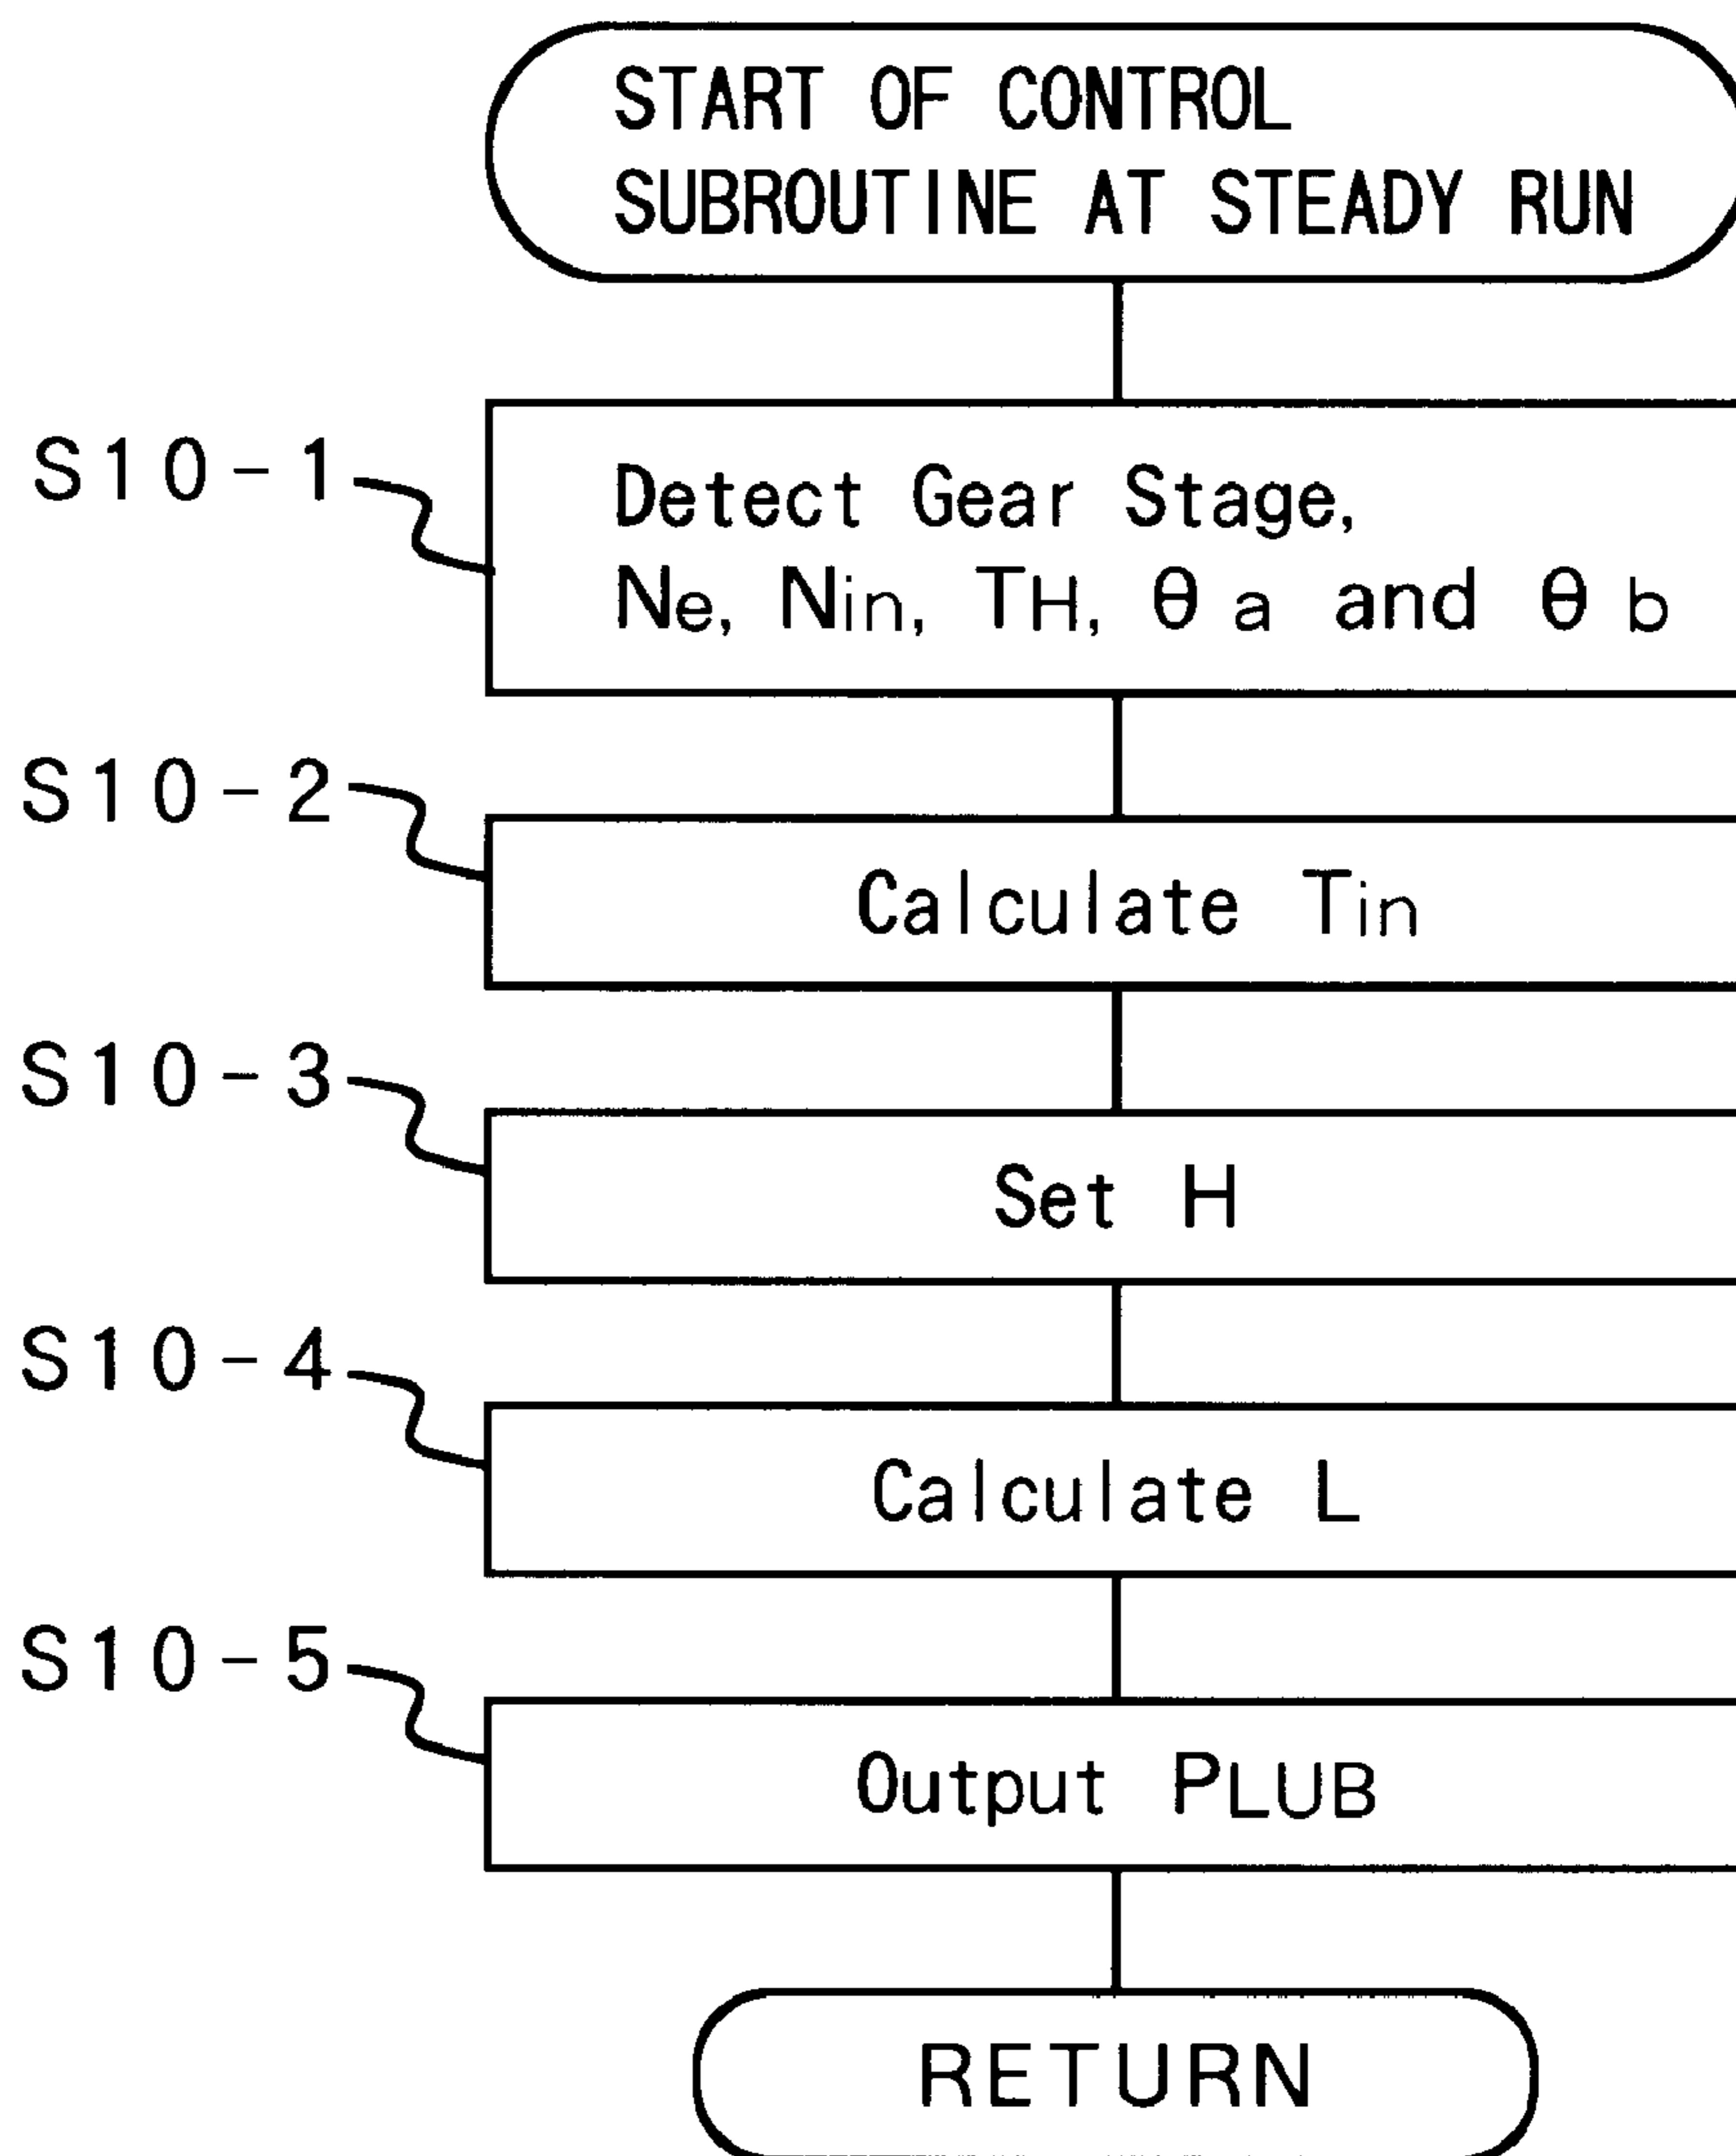 START OF CONTROL
SUBROUTINE AT STEADY RUN
S10-1
Detect Gear Stage,
Ne, Nin, TH, θa and θb
S10-2
Calculate Tin
S10-3
Set H
S10-4
Calculate L
S10-5
Output PLUB
RETURN